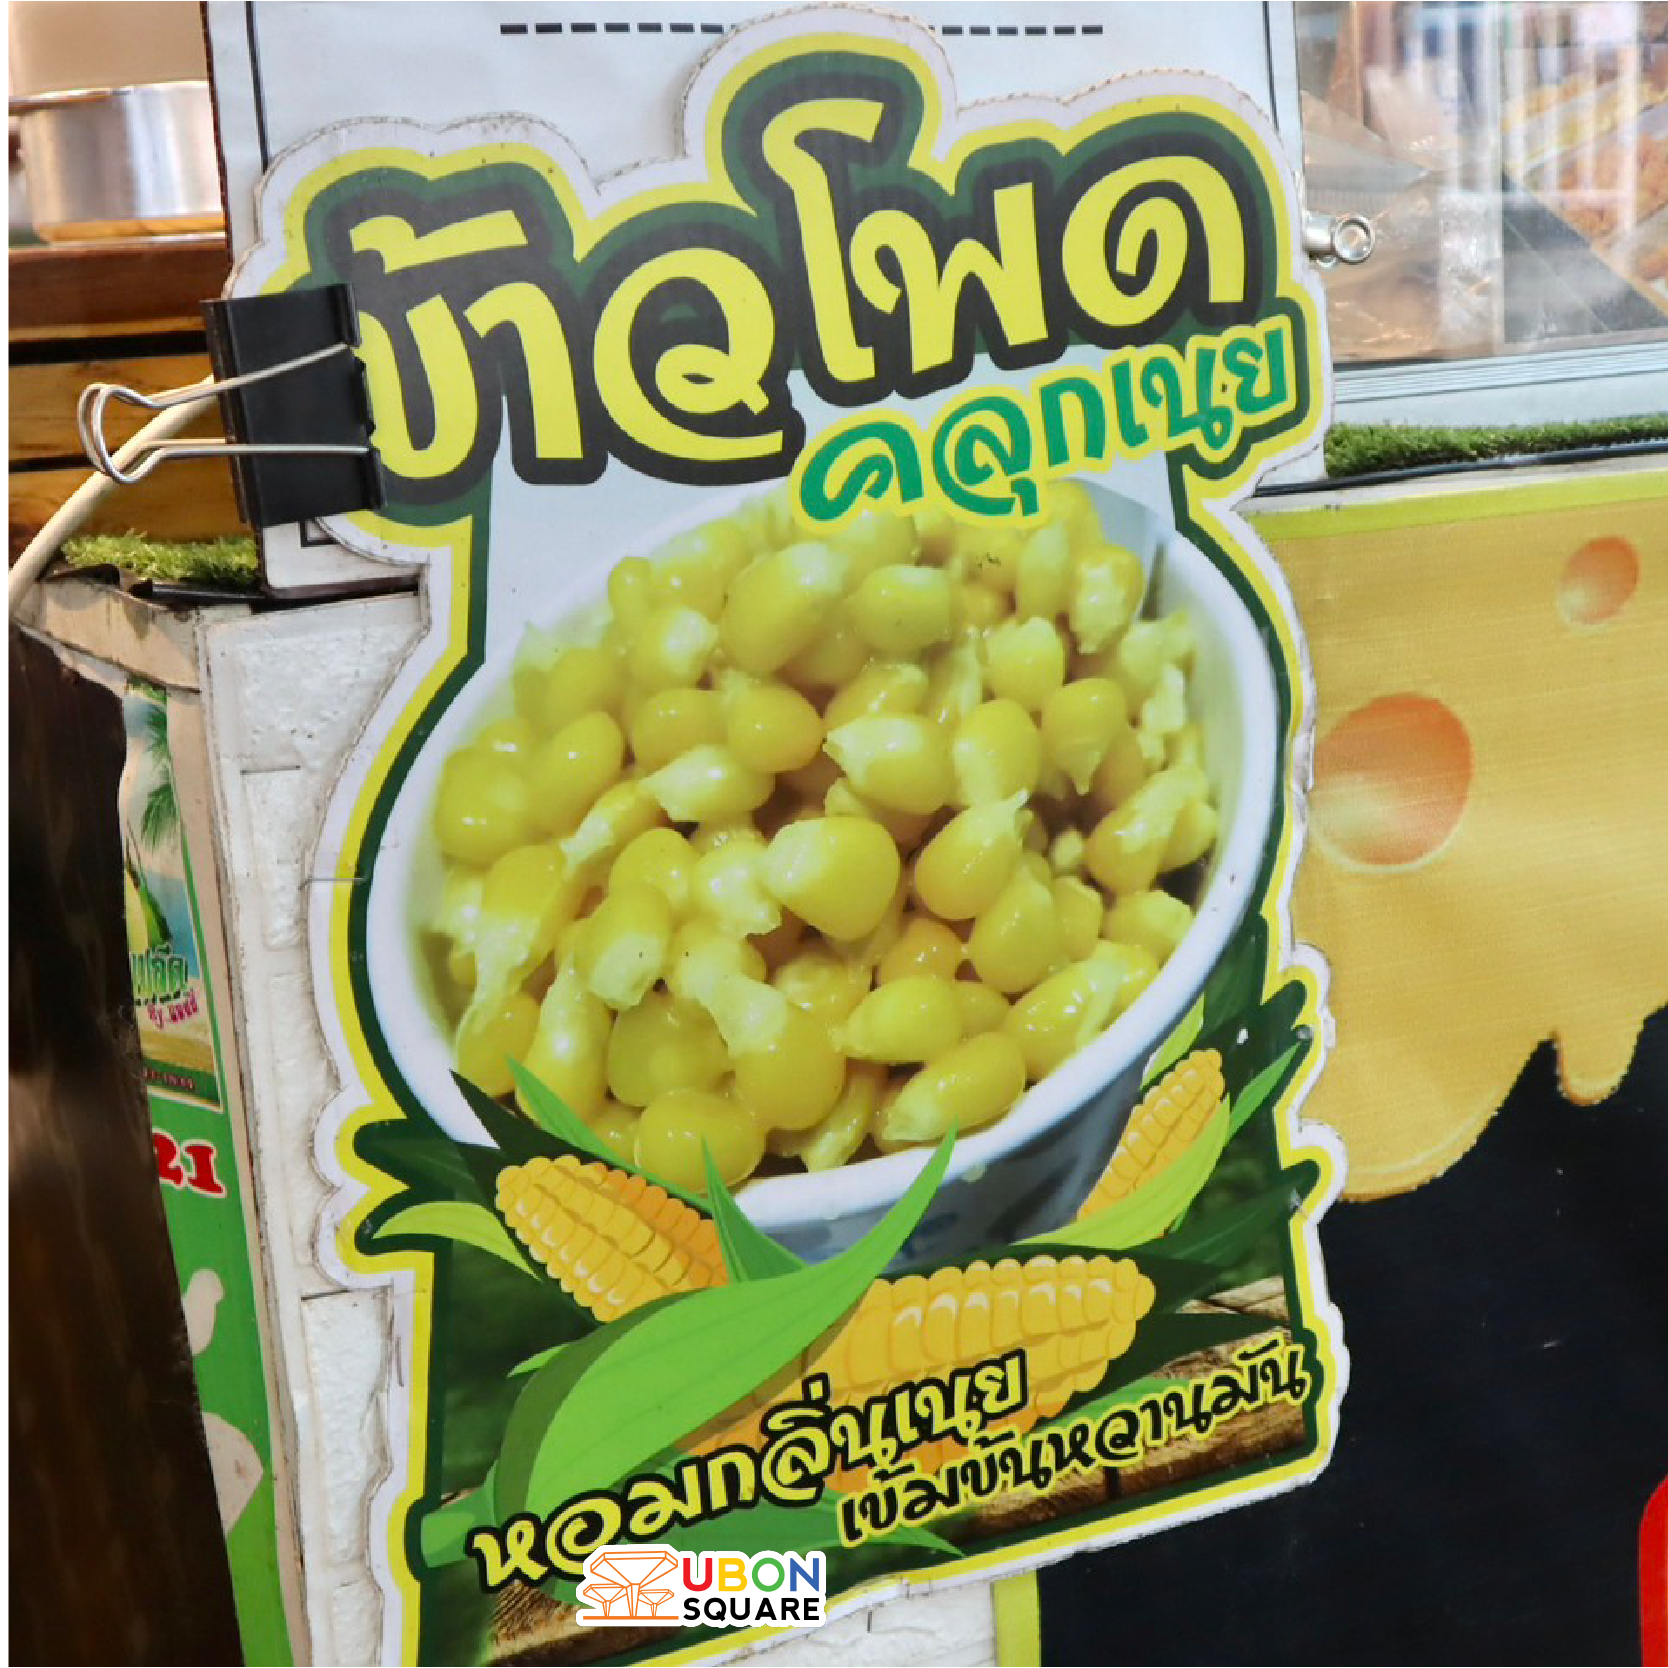 ข้าวโพด
คลุกเนย
21
หอมกลิ่นเนย
เข้มข้นหวานมัน
UBON
SQUARE